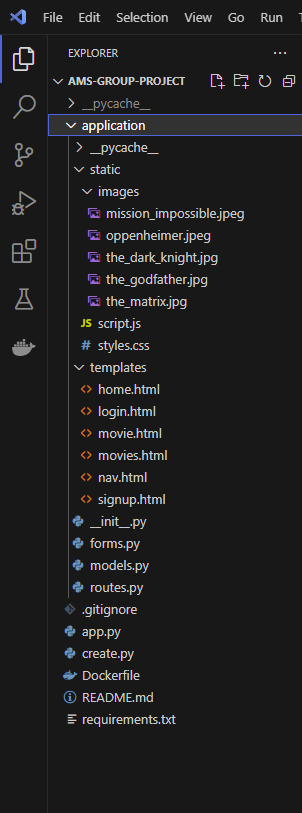 File Edit Selection View Go Run T
EXPLORER
AMS-GROUP-PROJECT
__pycache__
application
__pycache__
static
images
mission_impossible.jpeg
oppenheimer.jpeg
the_dark_knight.jpg
the_godfather.jpg
the_matrix.jpg
JS script.js
# styles.css
templates
<> home.html
<> login.html
<> movie.html
<> movies.html
<> nav.html
<> signup.html
__init__.py
forms.py
models.py
routes.py
.gitignore
app.py
create.py
Dockerfile
README.md
requirements.txt